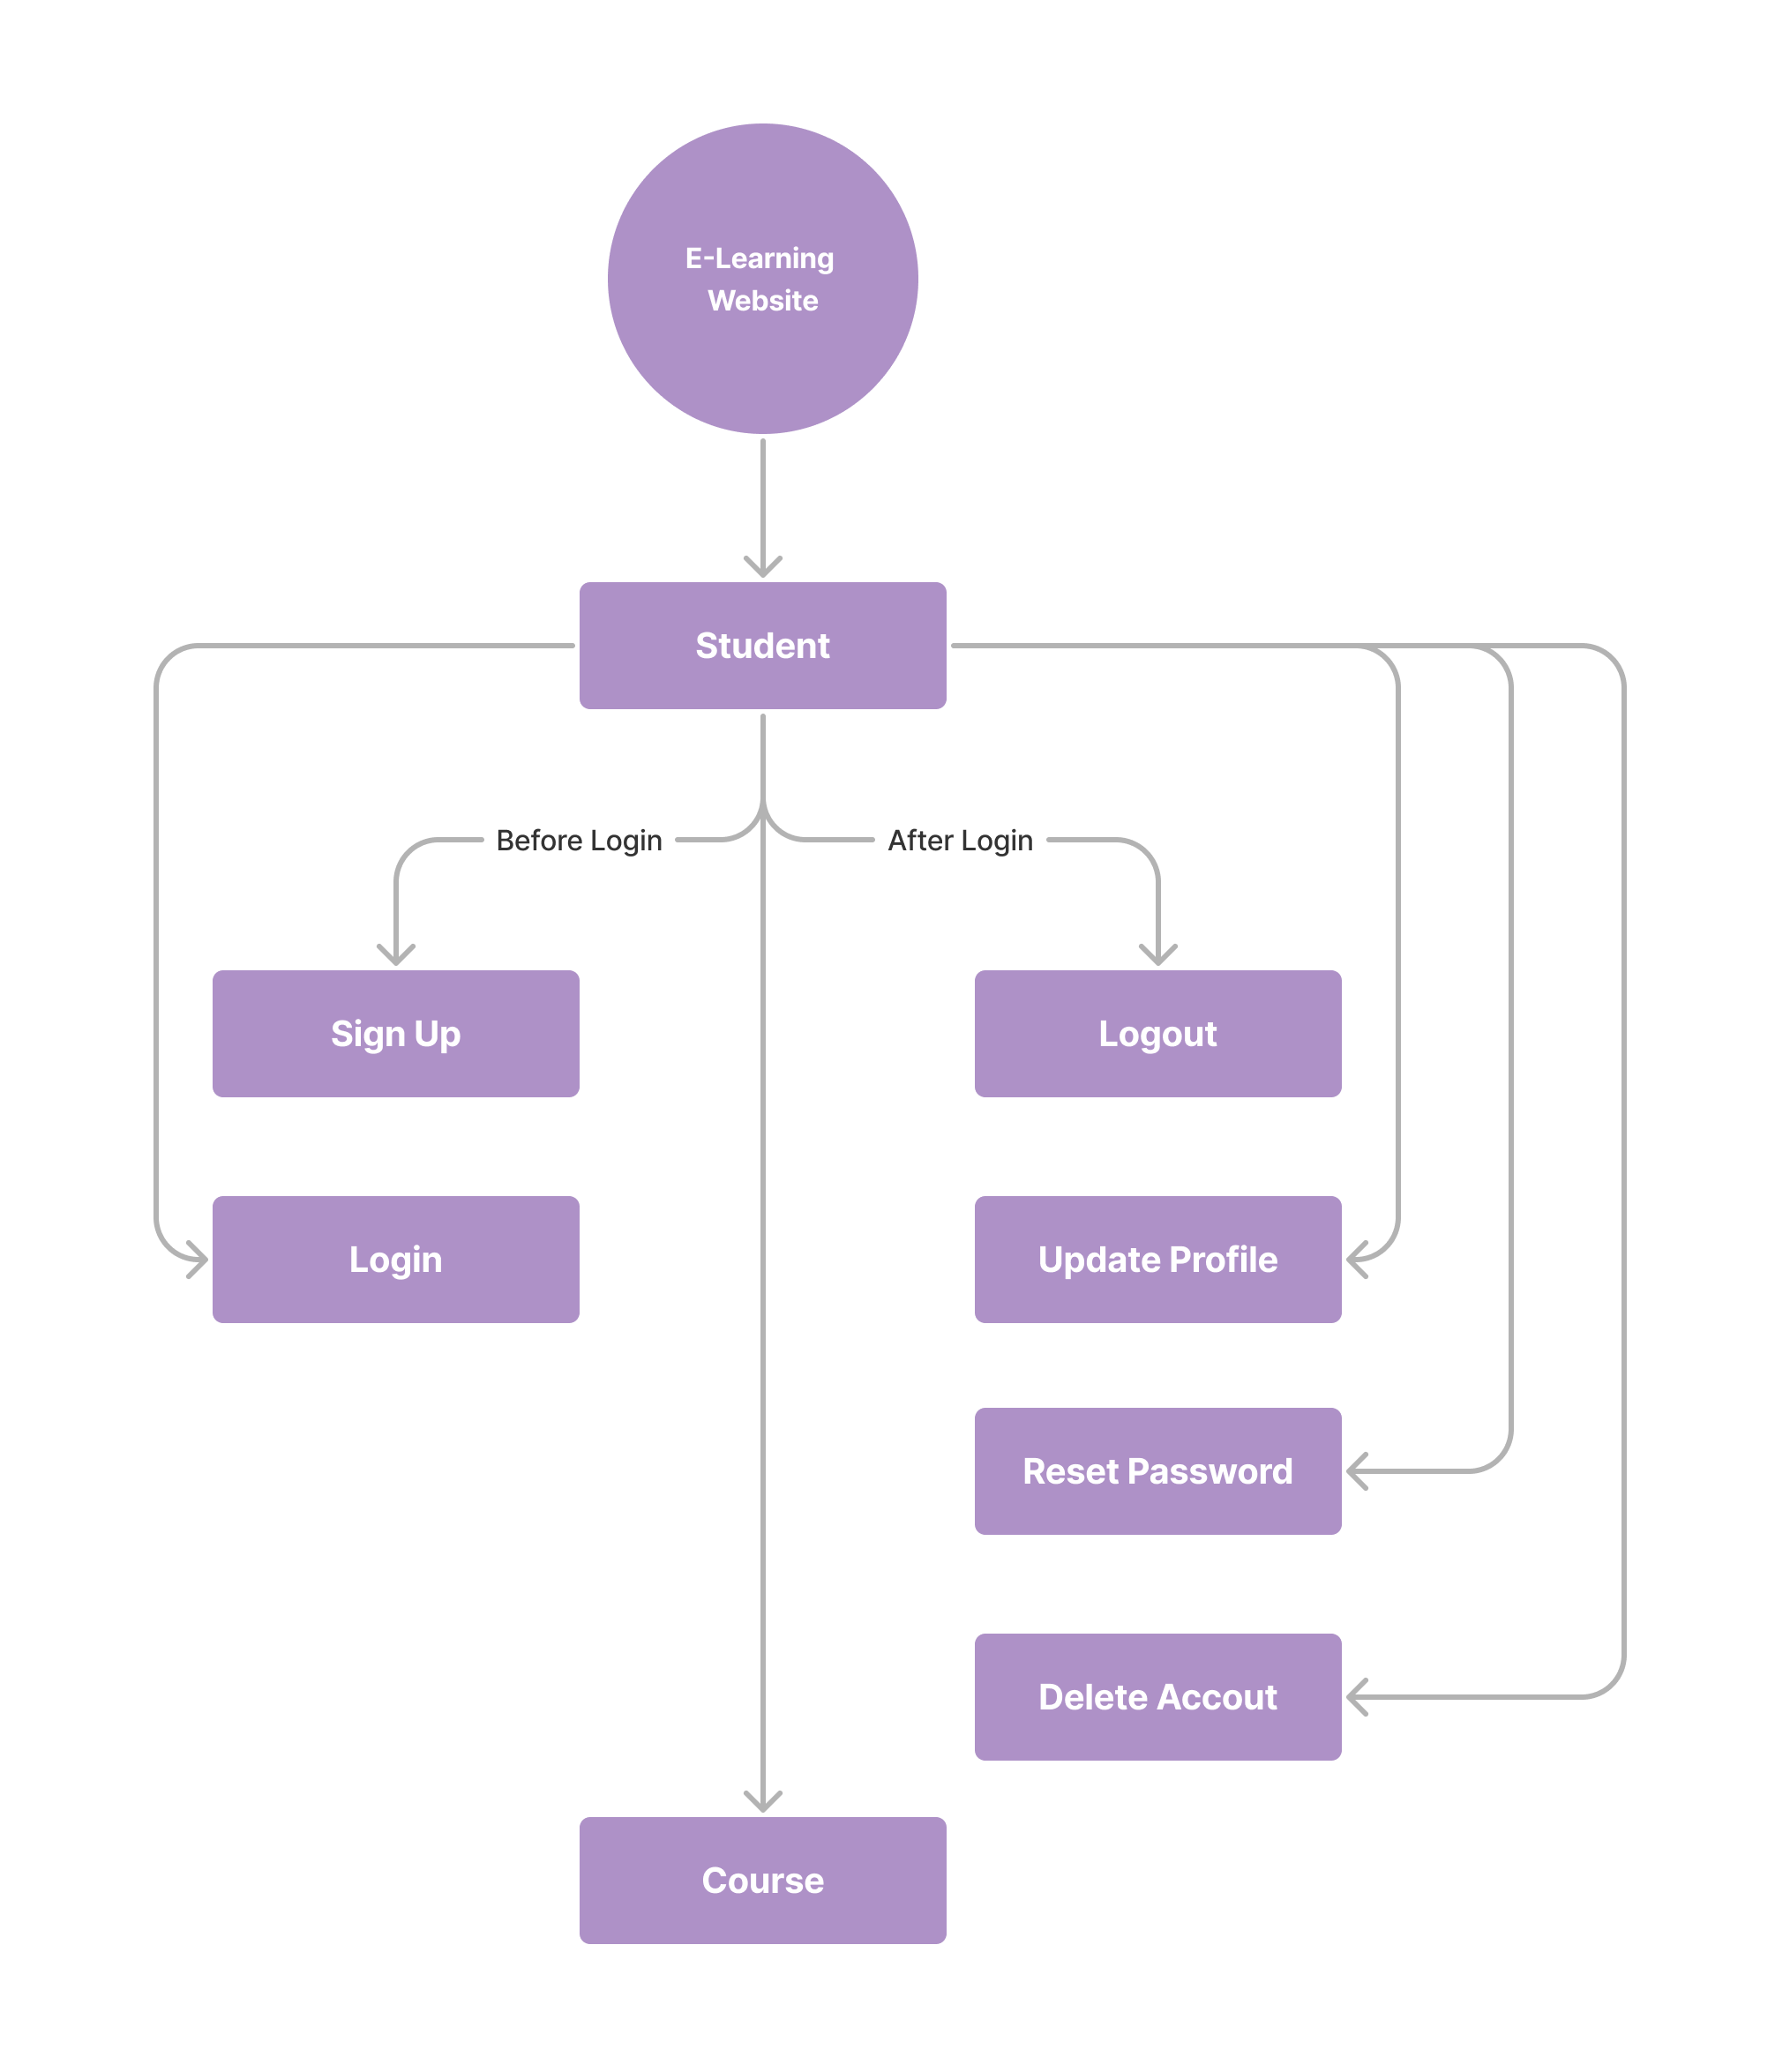 E-Learning
Website
Student
Before Login
After Login
Sign Up
Logout
Login
Update Profile
Reset Password
Delete Accout
Course